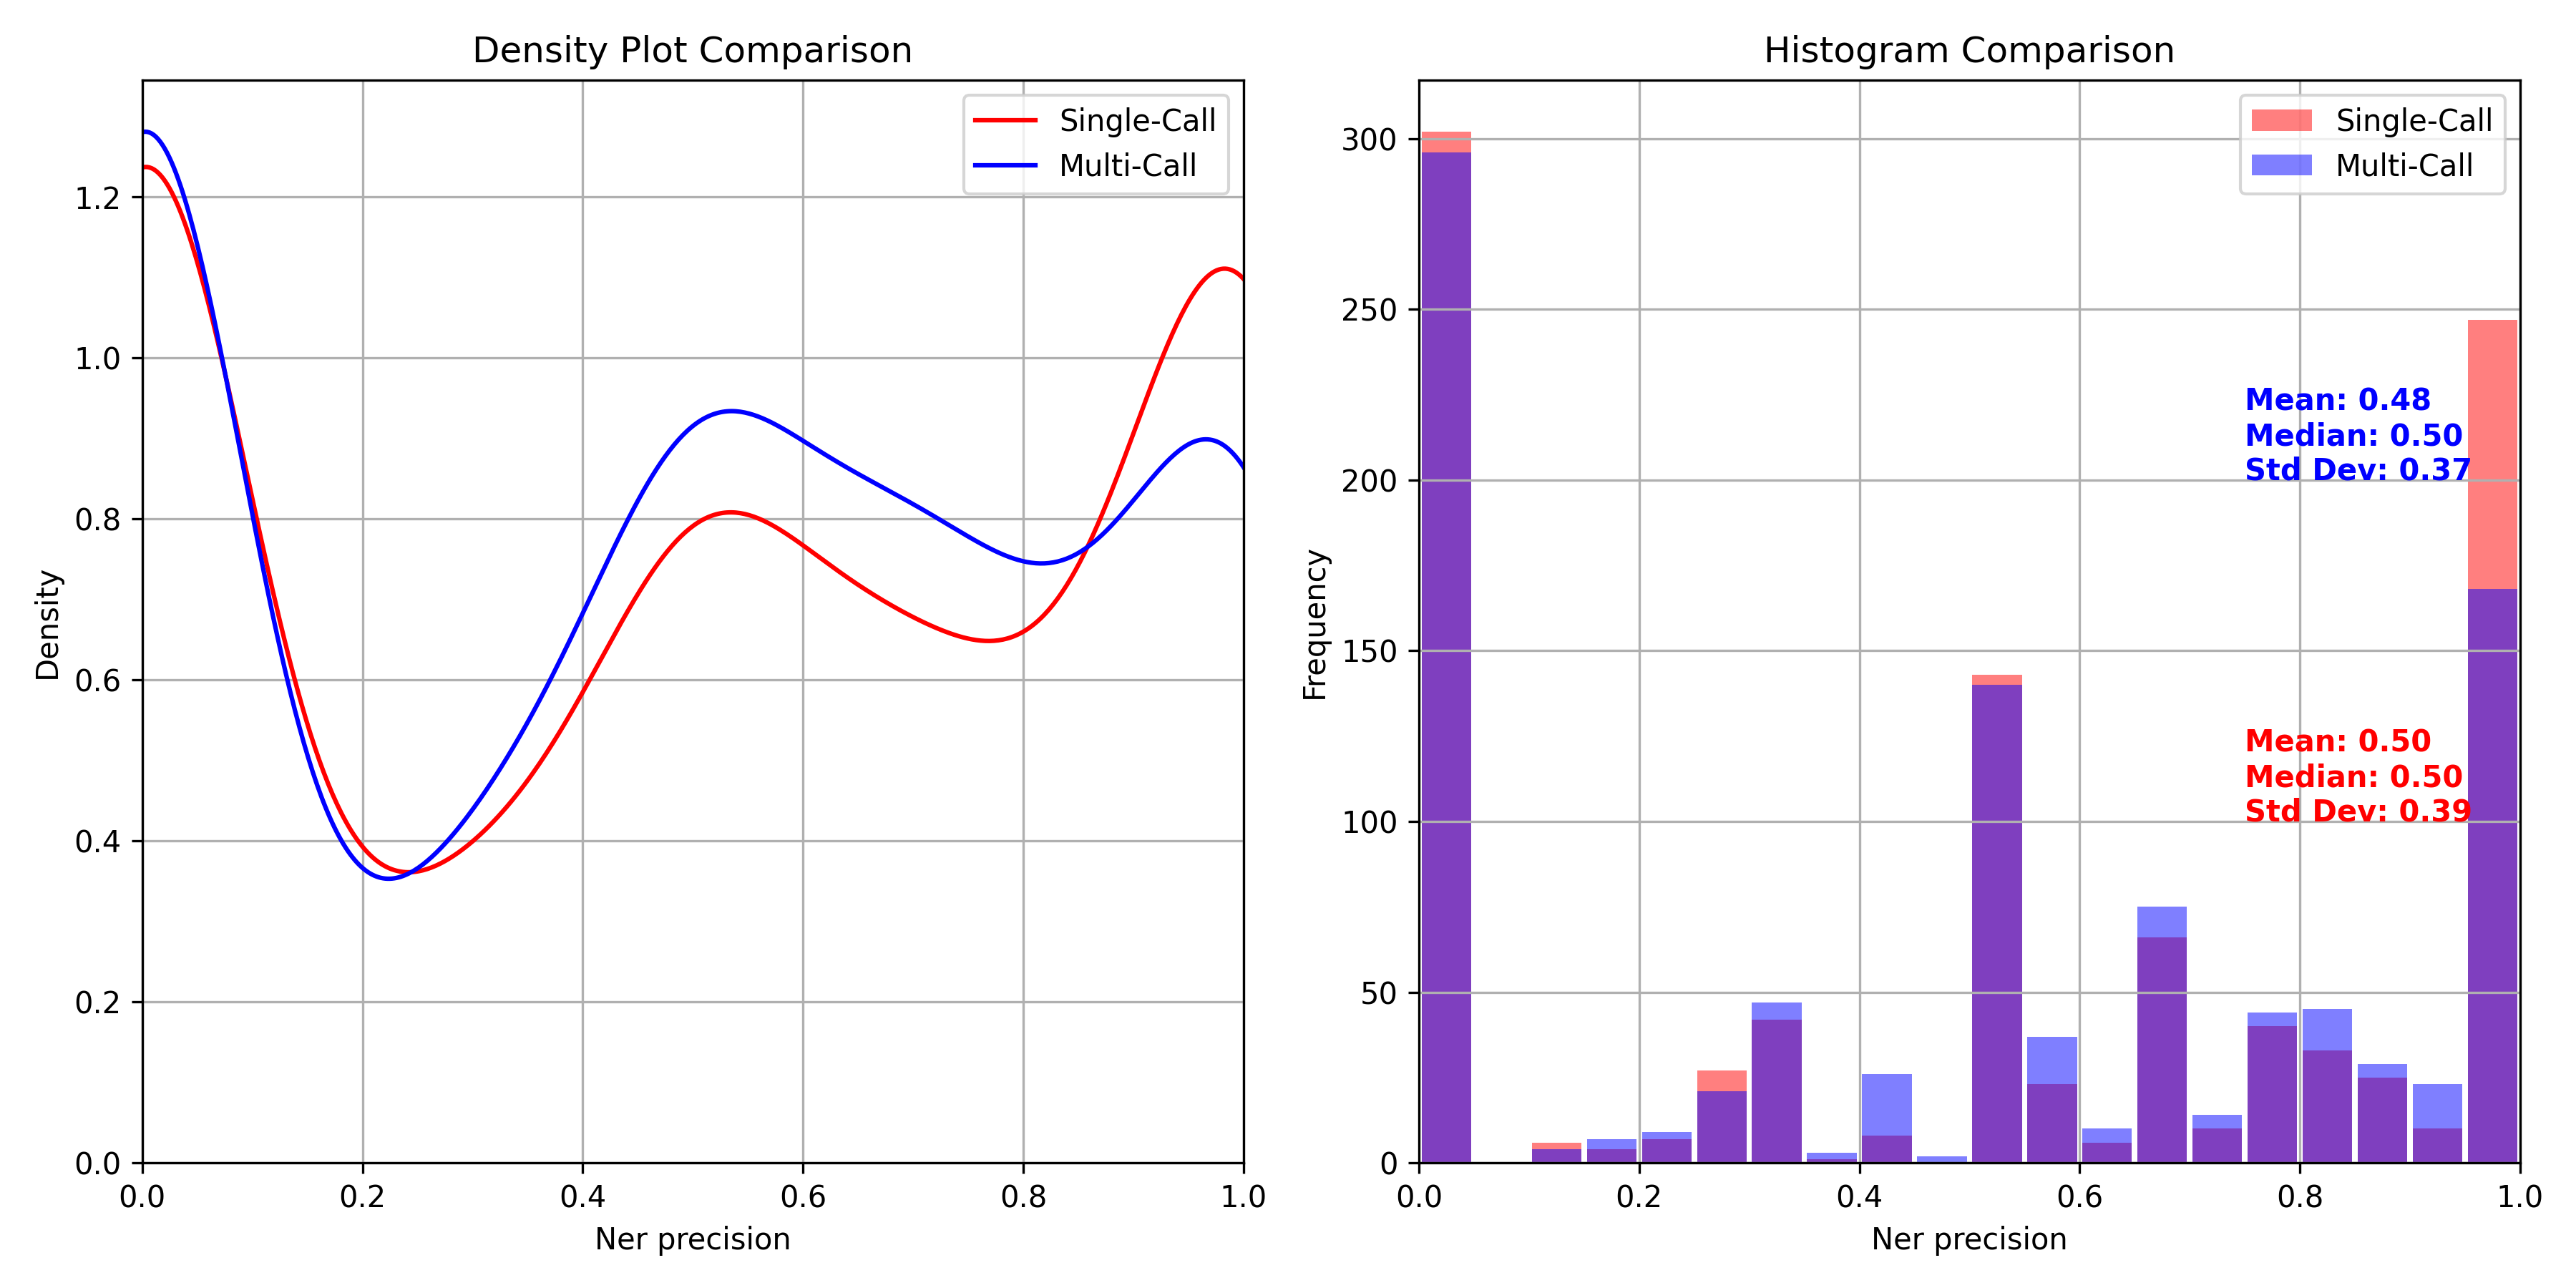 Density Plot Comparison
Single-Call
Multi-Call
1.2
1.0
0.8
0.6
0.4
0.2
0.0
Density
0.0 0.2 0.4 0.6 0.8 1.0
Ner precision
Histogram Comparison
Single-Call
Multi-Call
300
250
200
150
100
50
0
Frequency
Mean: 0.48
Median: 0.50
Std Dev: 0.37
Mean: 0.50
Median: 0.50
Std Dev: 0.39
0.0 0.2 0.4 0.6 0.8 1.0
Ner precision